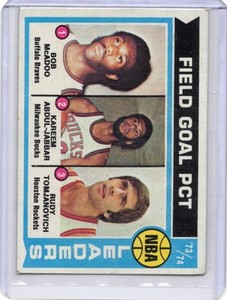 FIELD GOAL PCT
'73/'74
NBA
LEADERS
1
BOB McADOO
Buffalo Braves
2
KAREEM
ABDUL-JABBAR
Milwaukee Bucks
3
RUDY
TOMJANOVICH
Houston Rockets
BUCKS